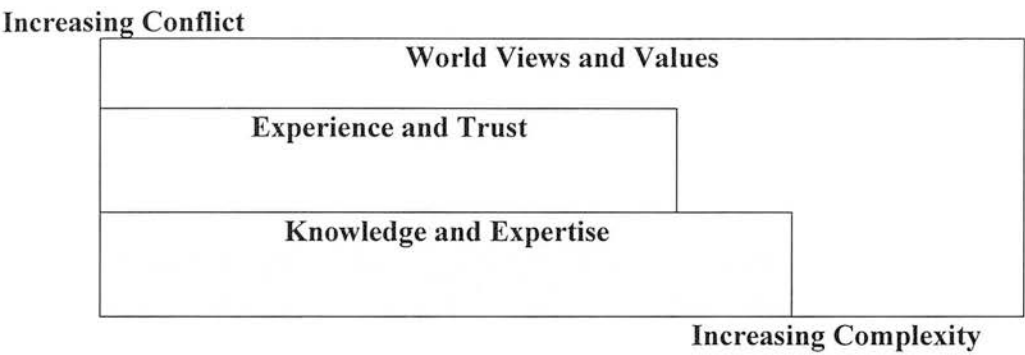 Increasing Conflict
World Views and Values
Experience and Trust
Knowledge and Expertise
Increasing Complexity